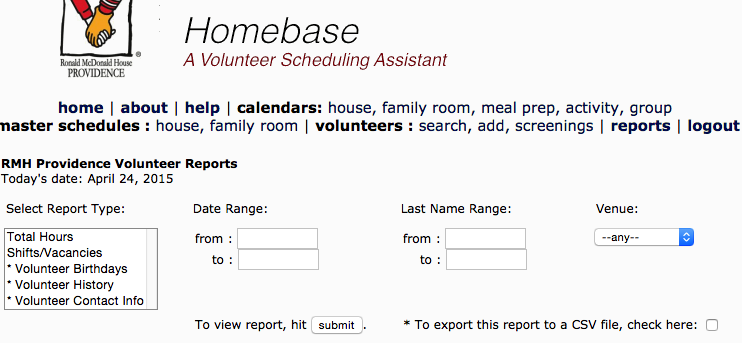 Homebase
A Volunteer Scheduling Assistant
Ronald McDonald House ®
PROVIDENCE
home | about | help | calendars: house, family room, meal prep, activity, group
master schedules : house, family room | volunteers : search, add, screenings | reports | logout
RMH Providence Volunteer Reports
Today's date: April 24, 2015
Select Report Type: Date Range: Last Name Range: Venue:
Total Hours
Shifts/Vacancies
* Volunteer Birthdays
* Volunteer History
* Volunteer Contact Info
from :
to :
from :
to :
--any--
To view report, hit submit. * To export this report to a CSV file, check here: